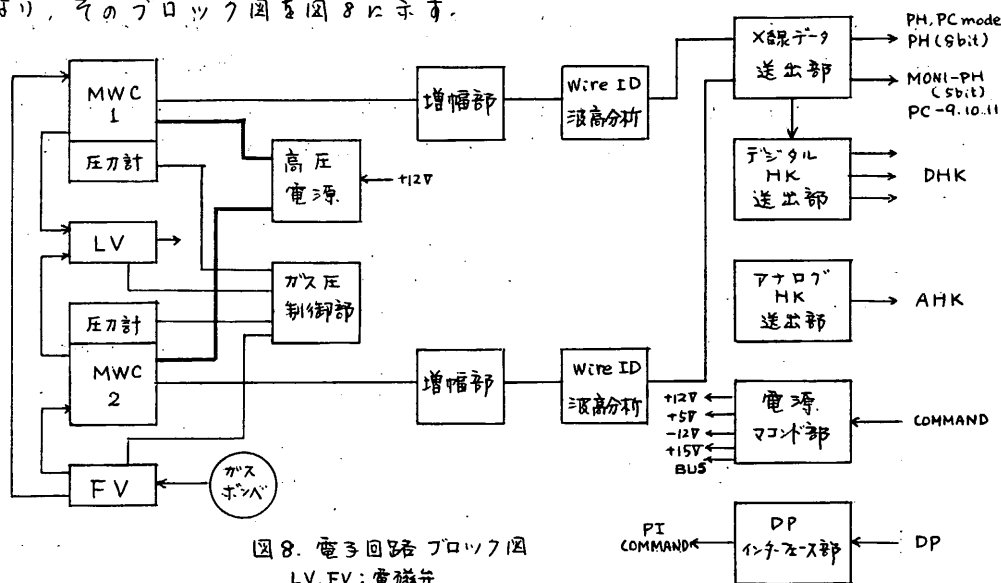 なり，そのブロック図を図8に示す．
MWC
1
圧力計
LV
圧力計
MWC
2
FV
ガス
ボンベ
高圧
電源
+12V
ガス圧
制御部
増幅部
Wire ID
波高分析
増幅部
Wire ID
波高分析
X線データ
送出部
PH, PC mode
PH (8bit)
MONI-PH
(5bit)
PC-9.10.11
デジタル
HK
送出部
DHK
アナログ
HK
送出部
AHK
+12V
+5V
-12V
+15V
BUS
電源
マコンド部
COMMAND
PI
COMMAND
DP
インターフェース部
DP
図8. 電子回路ブロック図
LV, FV ; 電磁弁